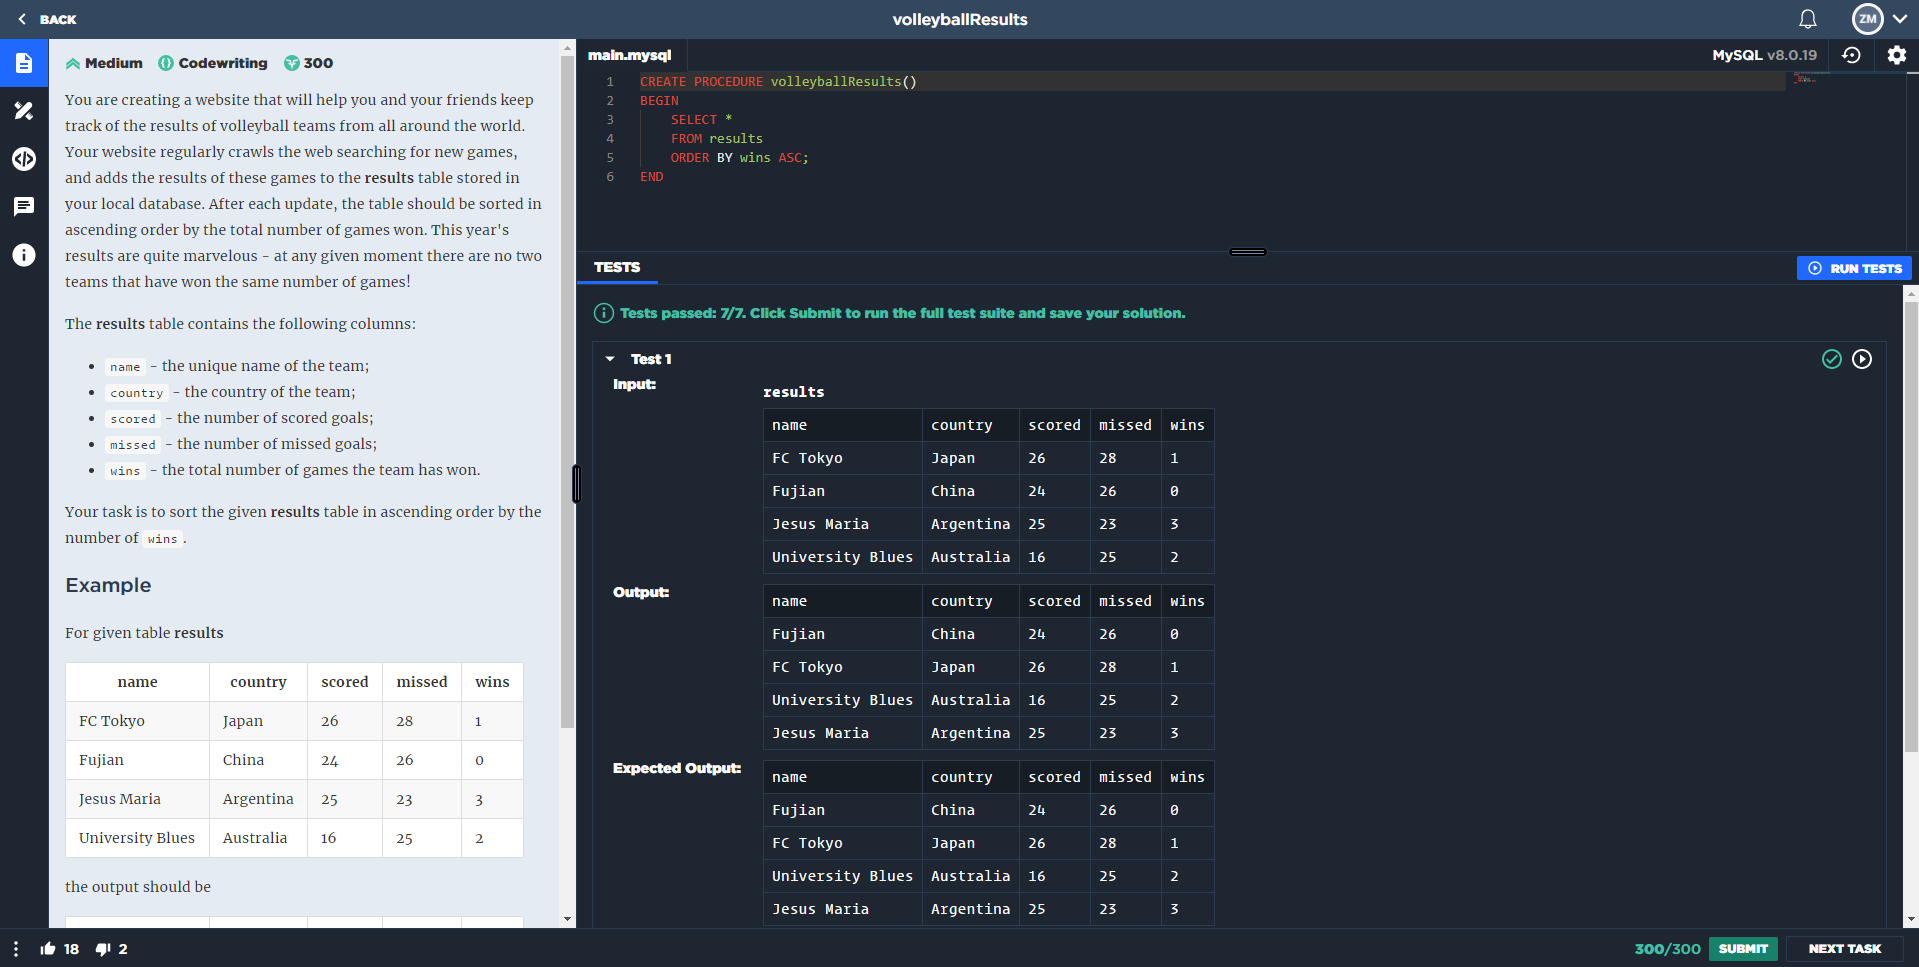 BACK
volleyballResults
ZM
Medium Codewriting 300
You are creating a website that will help you and your friends keep
track of the results of volleyball teams from all around the world.
Your website regularly crawls the web searching for new games,
and adds the results of these games to the results table stored in
your local database. After each update, the table should be sorted in
ascending order by the total number of games won. This year's
results are quite marvelous - at any given moment there are no two
teams that have won the same number of games!
The results table contains the following columns:
• name - the unique name of the team;
• country - the country of the team;
• scored - the number of scored goals;
• missed - the number of missed goals;
• wins - the total number of games the team has won.
Your task is to sort the given results table in ascending order by the
number of wins.
Example
For given table results
name country scored missed wins
FC Tokyo Japan 26 28 1
Fujian China 24 26 0
Jesus Maria Argentina 25 23 3
University Blues Australia 16 25 2
the output should be
main.mysql
MySQL v8.0.19
1 CREATE PROCEDURE volleyballResults()
2 BEGIN
3 SELECT *
4 FROM results
5 ORDER BY wins ASC;
6 END
TESTS
RUN TESTS
Tests passed: 7/7. Click Submit to run the full test suite and save your solution.
Test 1
Input:
results
name country scored missed wins
FC Tokyo Japan 26 28 1
Fujian China 24 26 0
Jesus Maria Argentina 25 23 3
University Blues Australia 16 25 2
Output:
name country scored missed wins
Fujian China 24 26 0
FC Tokyo Japan 26 28 1
University Blues Australia 16 25 2
Jesus Maria Argentina 25 23 3
Expected Output:
name country scored missed wins
Fujian China 24 26 0
FC Tokyo Japan 26 28 1
University Blues Australia 16 25 2
Jesus Maria Argentina 25 23 3
18 2
300/300 SUBMIT NEXT TASK